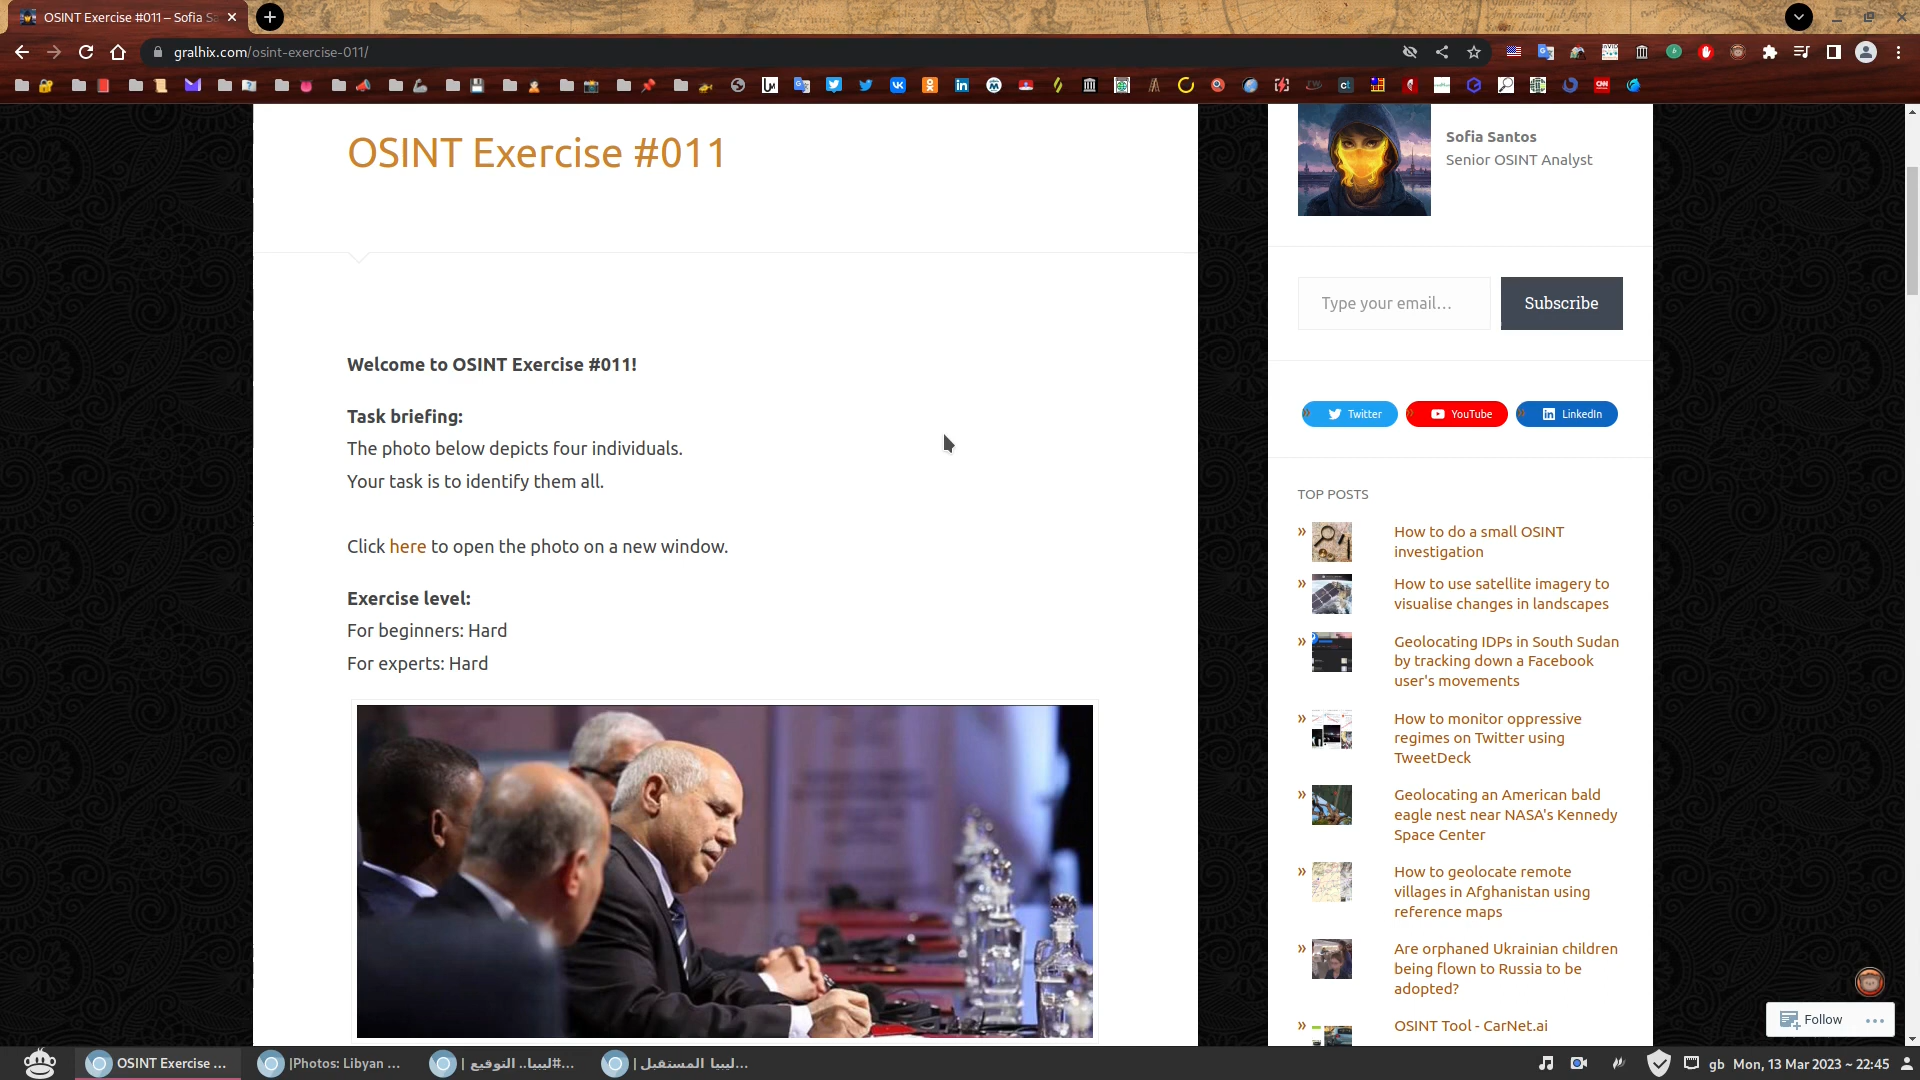 OSINT Exercise #011 – Sofia Sa
gralhix.com/osint-exercise-011/
OSINT Exercise #011
Welcome to OSINT Exercise #011!
Task briefing:
The photo below depicts four individuals.
Your task is to identify them all.
Click here to open the photo on a new window.
Exercise level:
For beginners: Hard
For experts: Hard
Sofia Santos
Senior OSINT Analyst
Type your email…
Subscribe
Twitter
YouTube
LinkedIn
TOP POSTS
» How to do a small OSINT
investigation
» How to use satellite imagery to
visualise changes in landscapes
» Geolocating IDPs in South Sudan
by tracking down a Facebook
user's movements
» How to monitor oppressive
regimes on Twitter using
TweetDeck
» Geolocating an American bald
eagle nest near NASA's Kennedy
Space Center
» How to geolocate remote
villages in Afghanistan using
reference maps
» Are orphaned Ukrainian children
being flown to Russia to be
adopted?
» OSINT Tool - CarNet.ai
Follow
OSINT Exercise ...
|Photos: Libyan ...
| #ليبيا.. التوقيع...
| ليبيا المستقبل...
gb
Mon, 13 Mar 2023 ~ 22:45